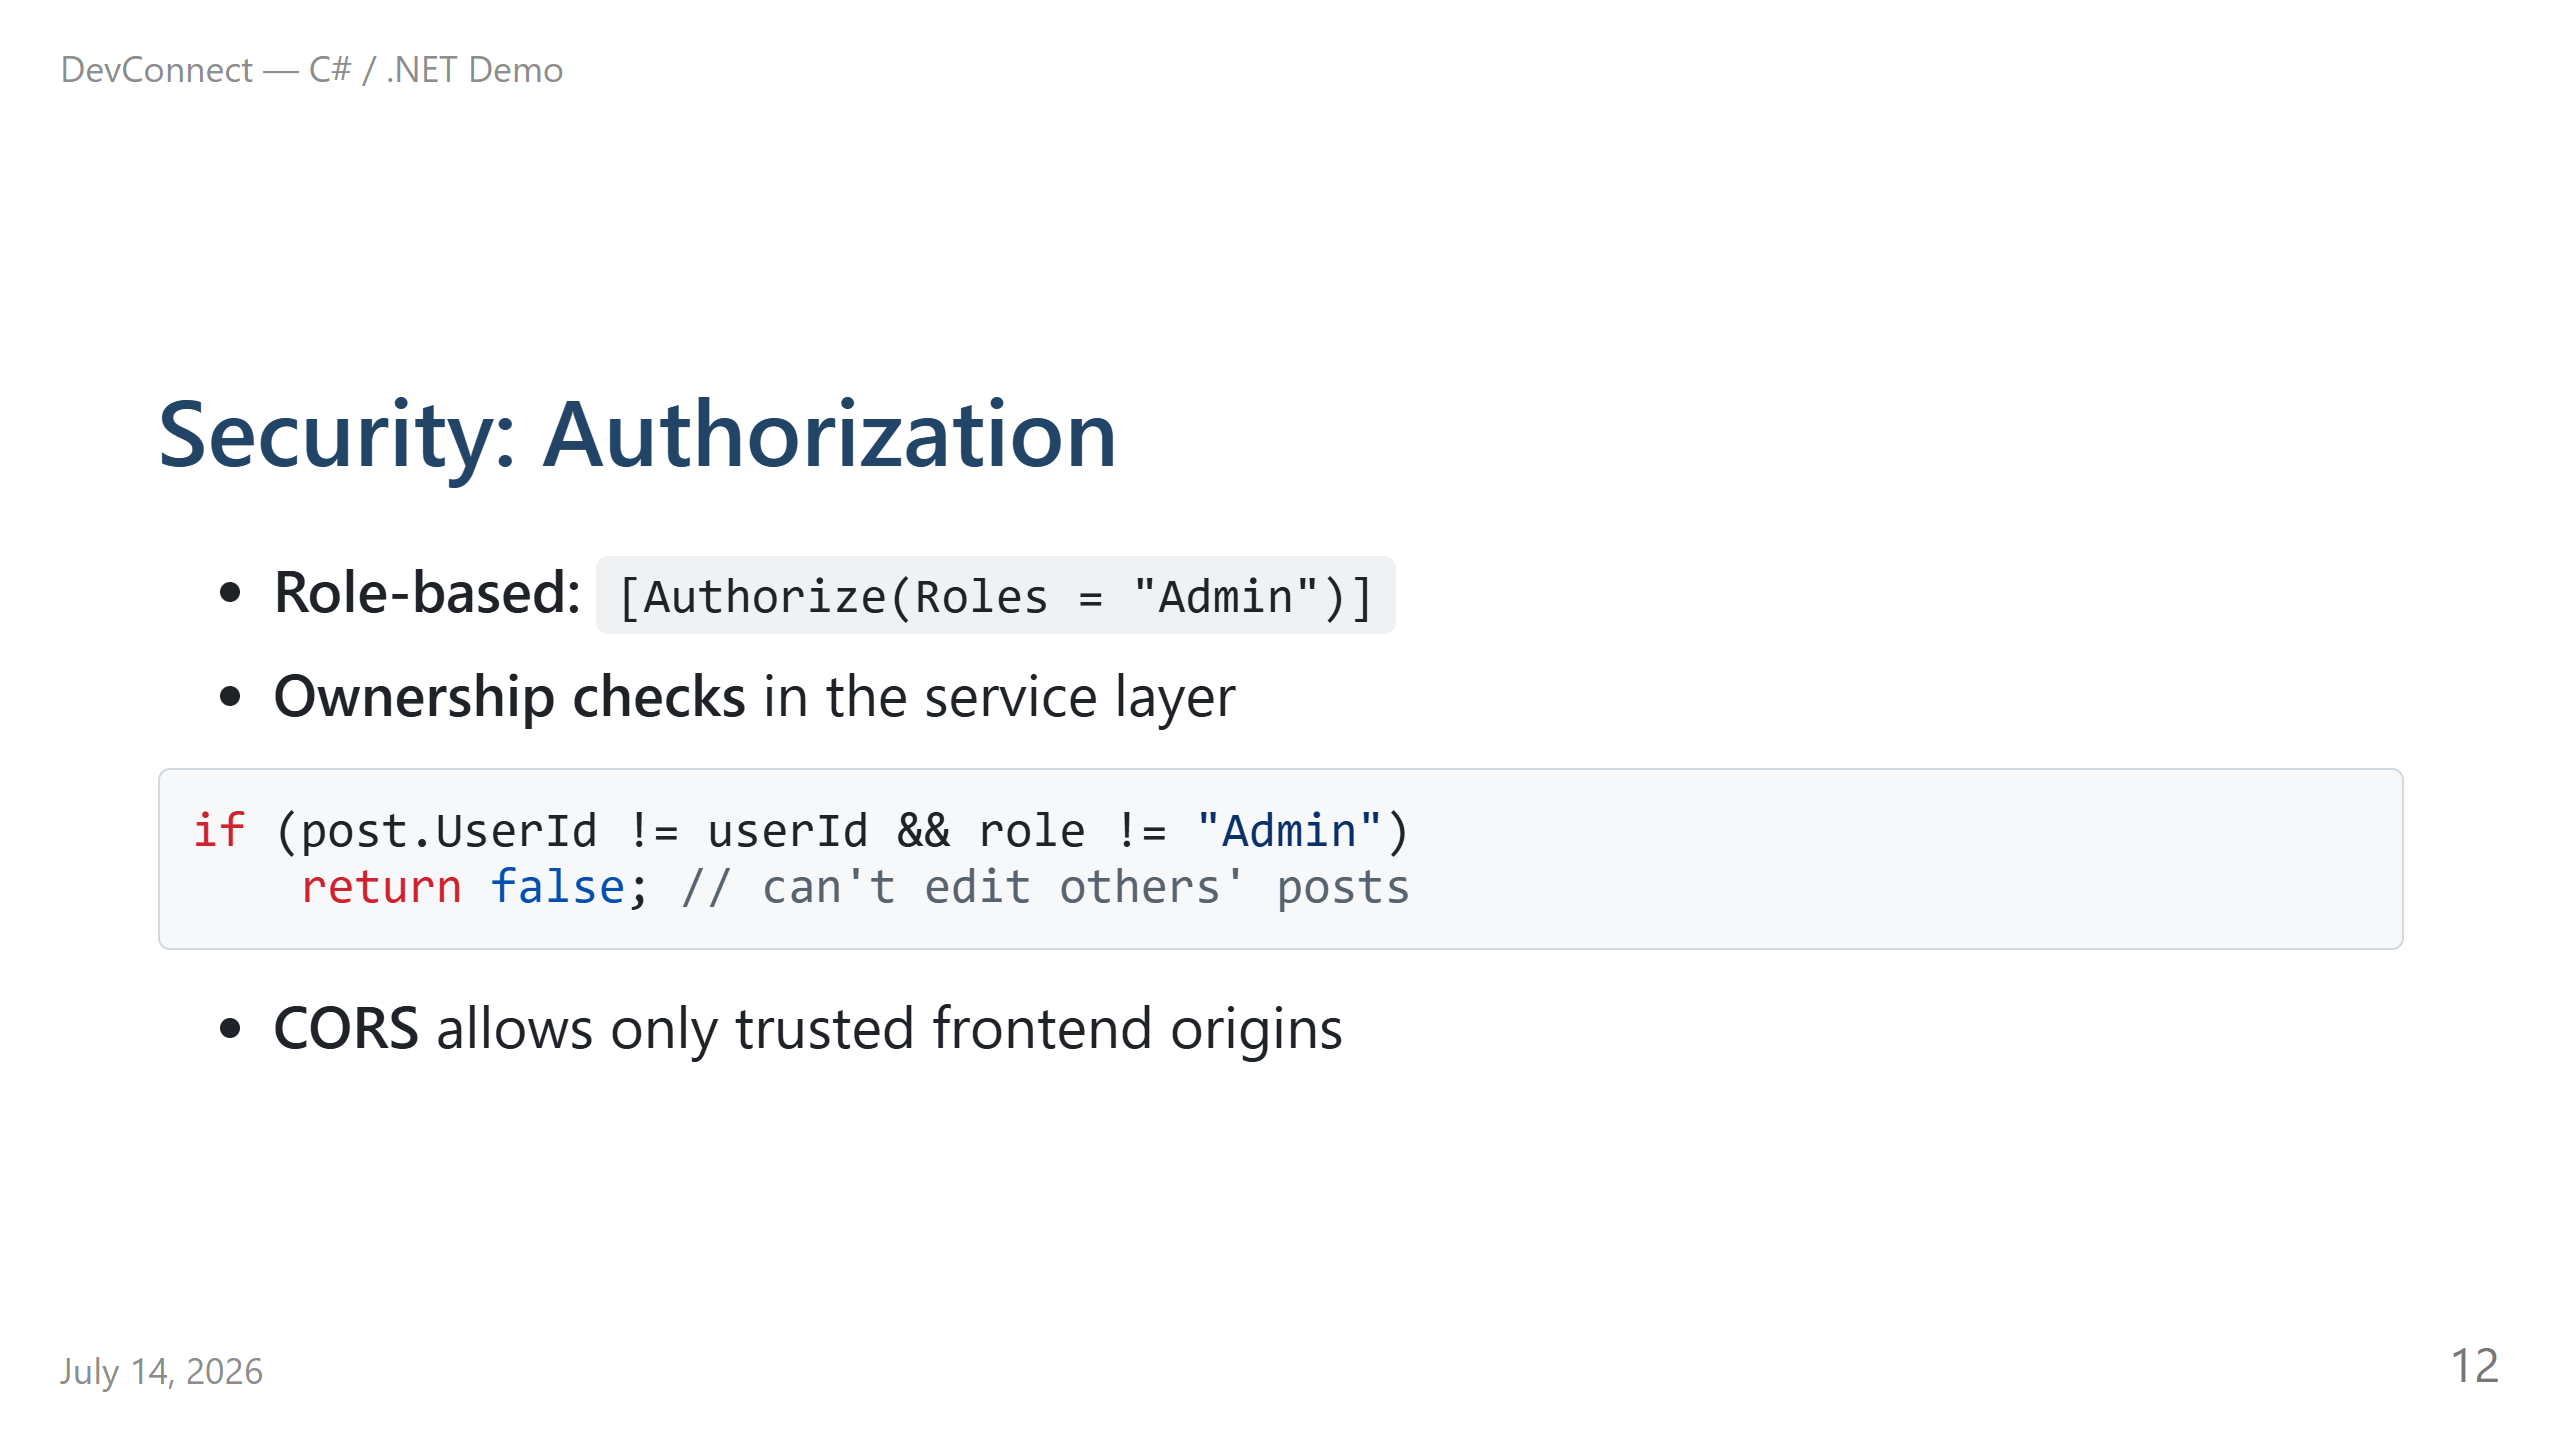 DevConnect — C# / .NET Demo
Security: Authorization
• Role-based: [Authorize(Roles = "Admin")]
• Ownership checks in the service layer
if (post.UserId != userId && role != "Admin")
    return false; // can't edit others' posts
• CORS allows only trusted frontend origins
July 14, 2026
12